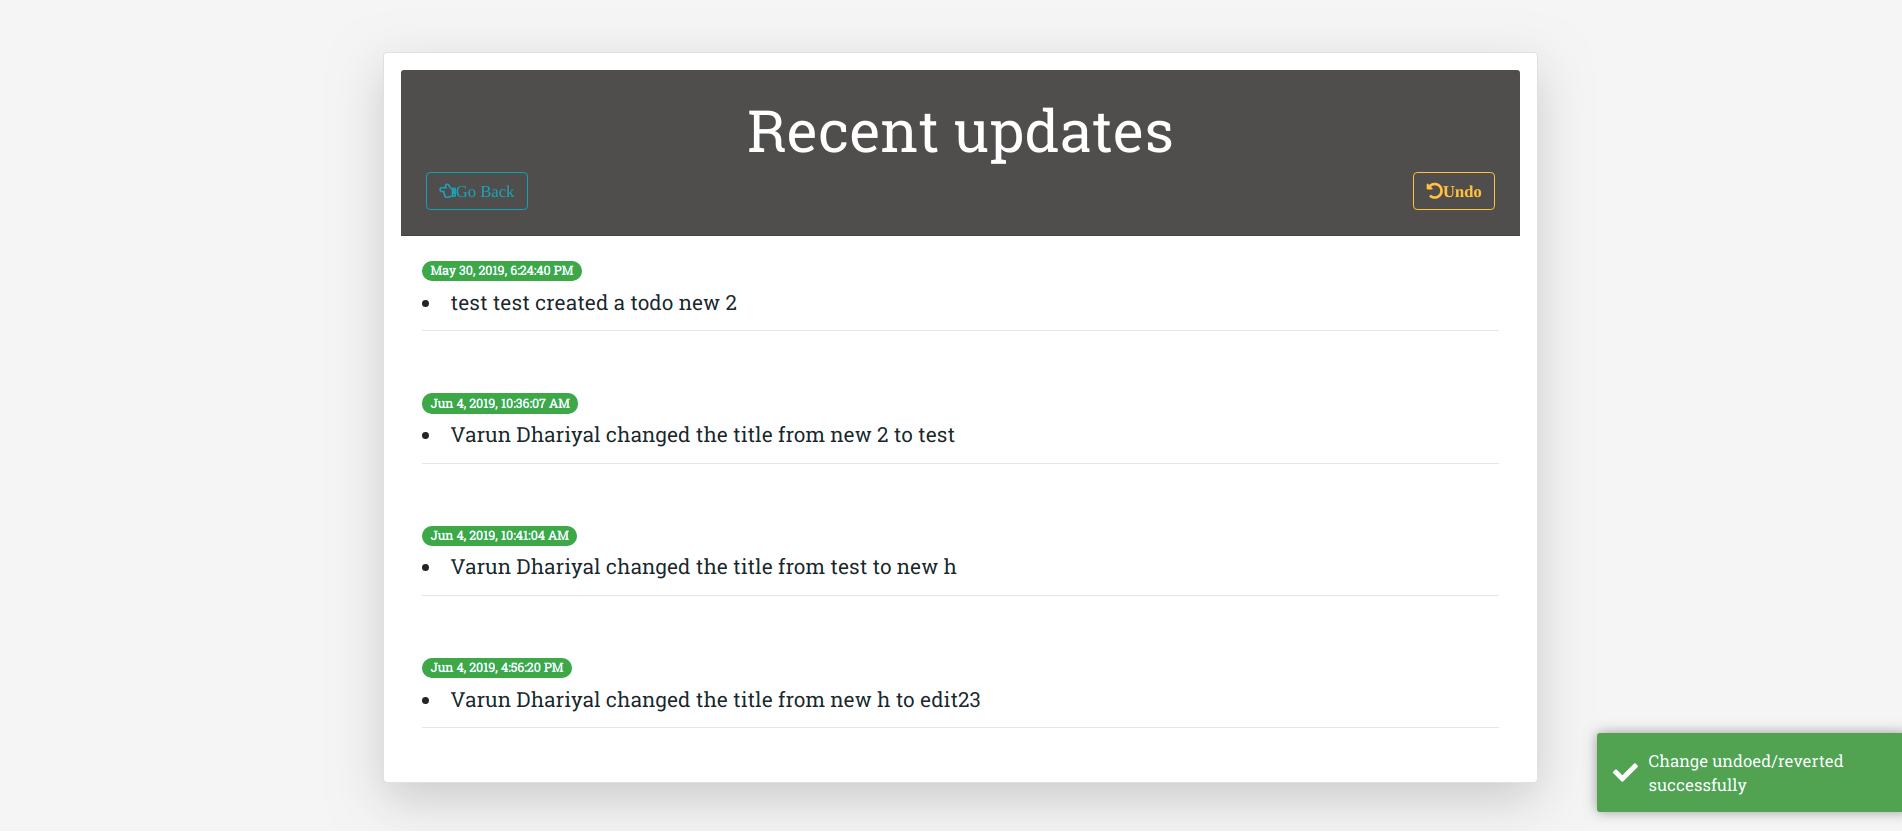 Recent updates
Go Back
Undo
May 30, 2019, 6:24:40 PM
test test created a todo new 2
Jun 4, 2019, 10:36:07 AM
Varun Dhariyal changed the title from new 2 to test
Jun 4, 2019, 10:41:04 AM
Varun Dhariyal changed the title from test to new h
Jun 4, 2019, 4:56:20 PM
Varun Dhariyal changed the title from new h to edit23
Change undoed/reverted
successfully